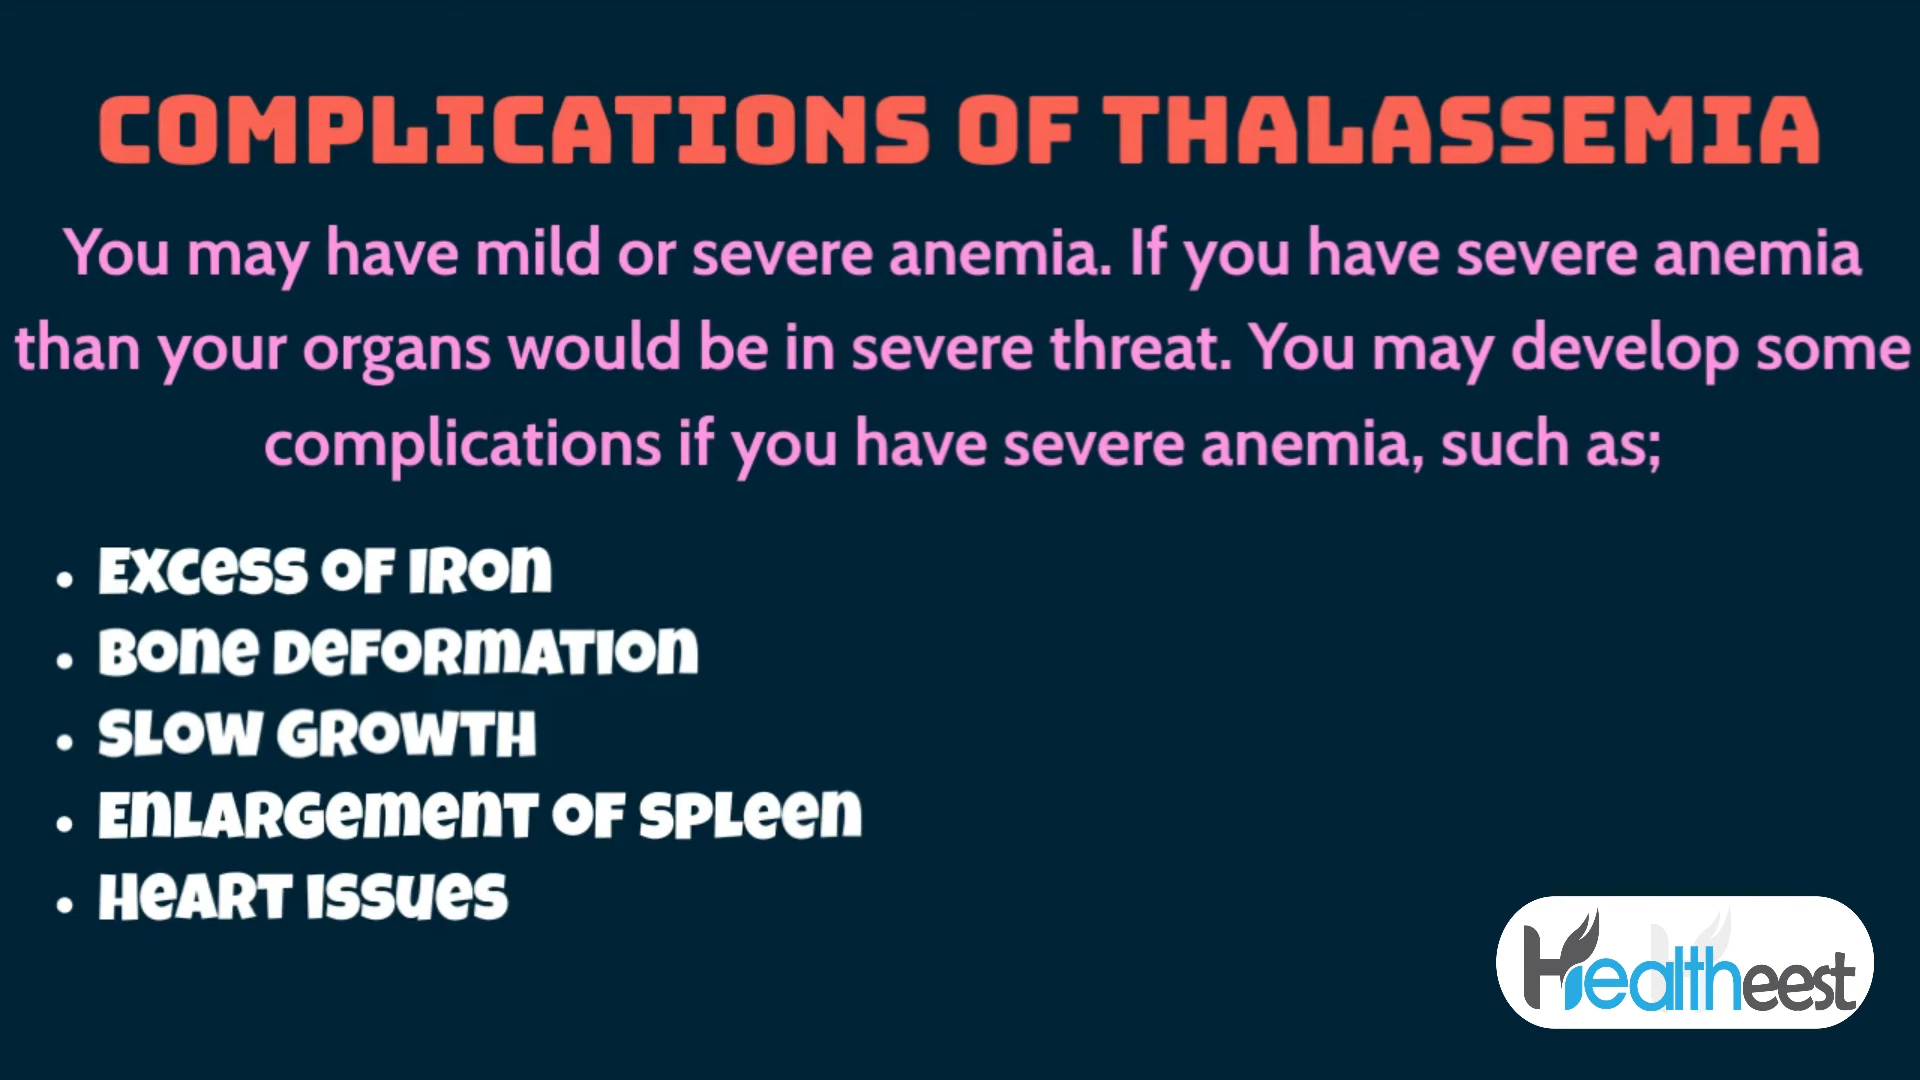 COMPLICATIONS OF THALASSEMIA
You may have mild or severe anemia. If you have severe anemia
than your organs would be in severe threat. You may develop some
complications if you have severe anemia, such as;
• Excess of Iron
• Bone Deformation
• Slow Growth
• Enlargement of Spleen
• Heart Issues
Healtheest